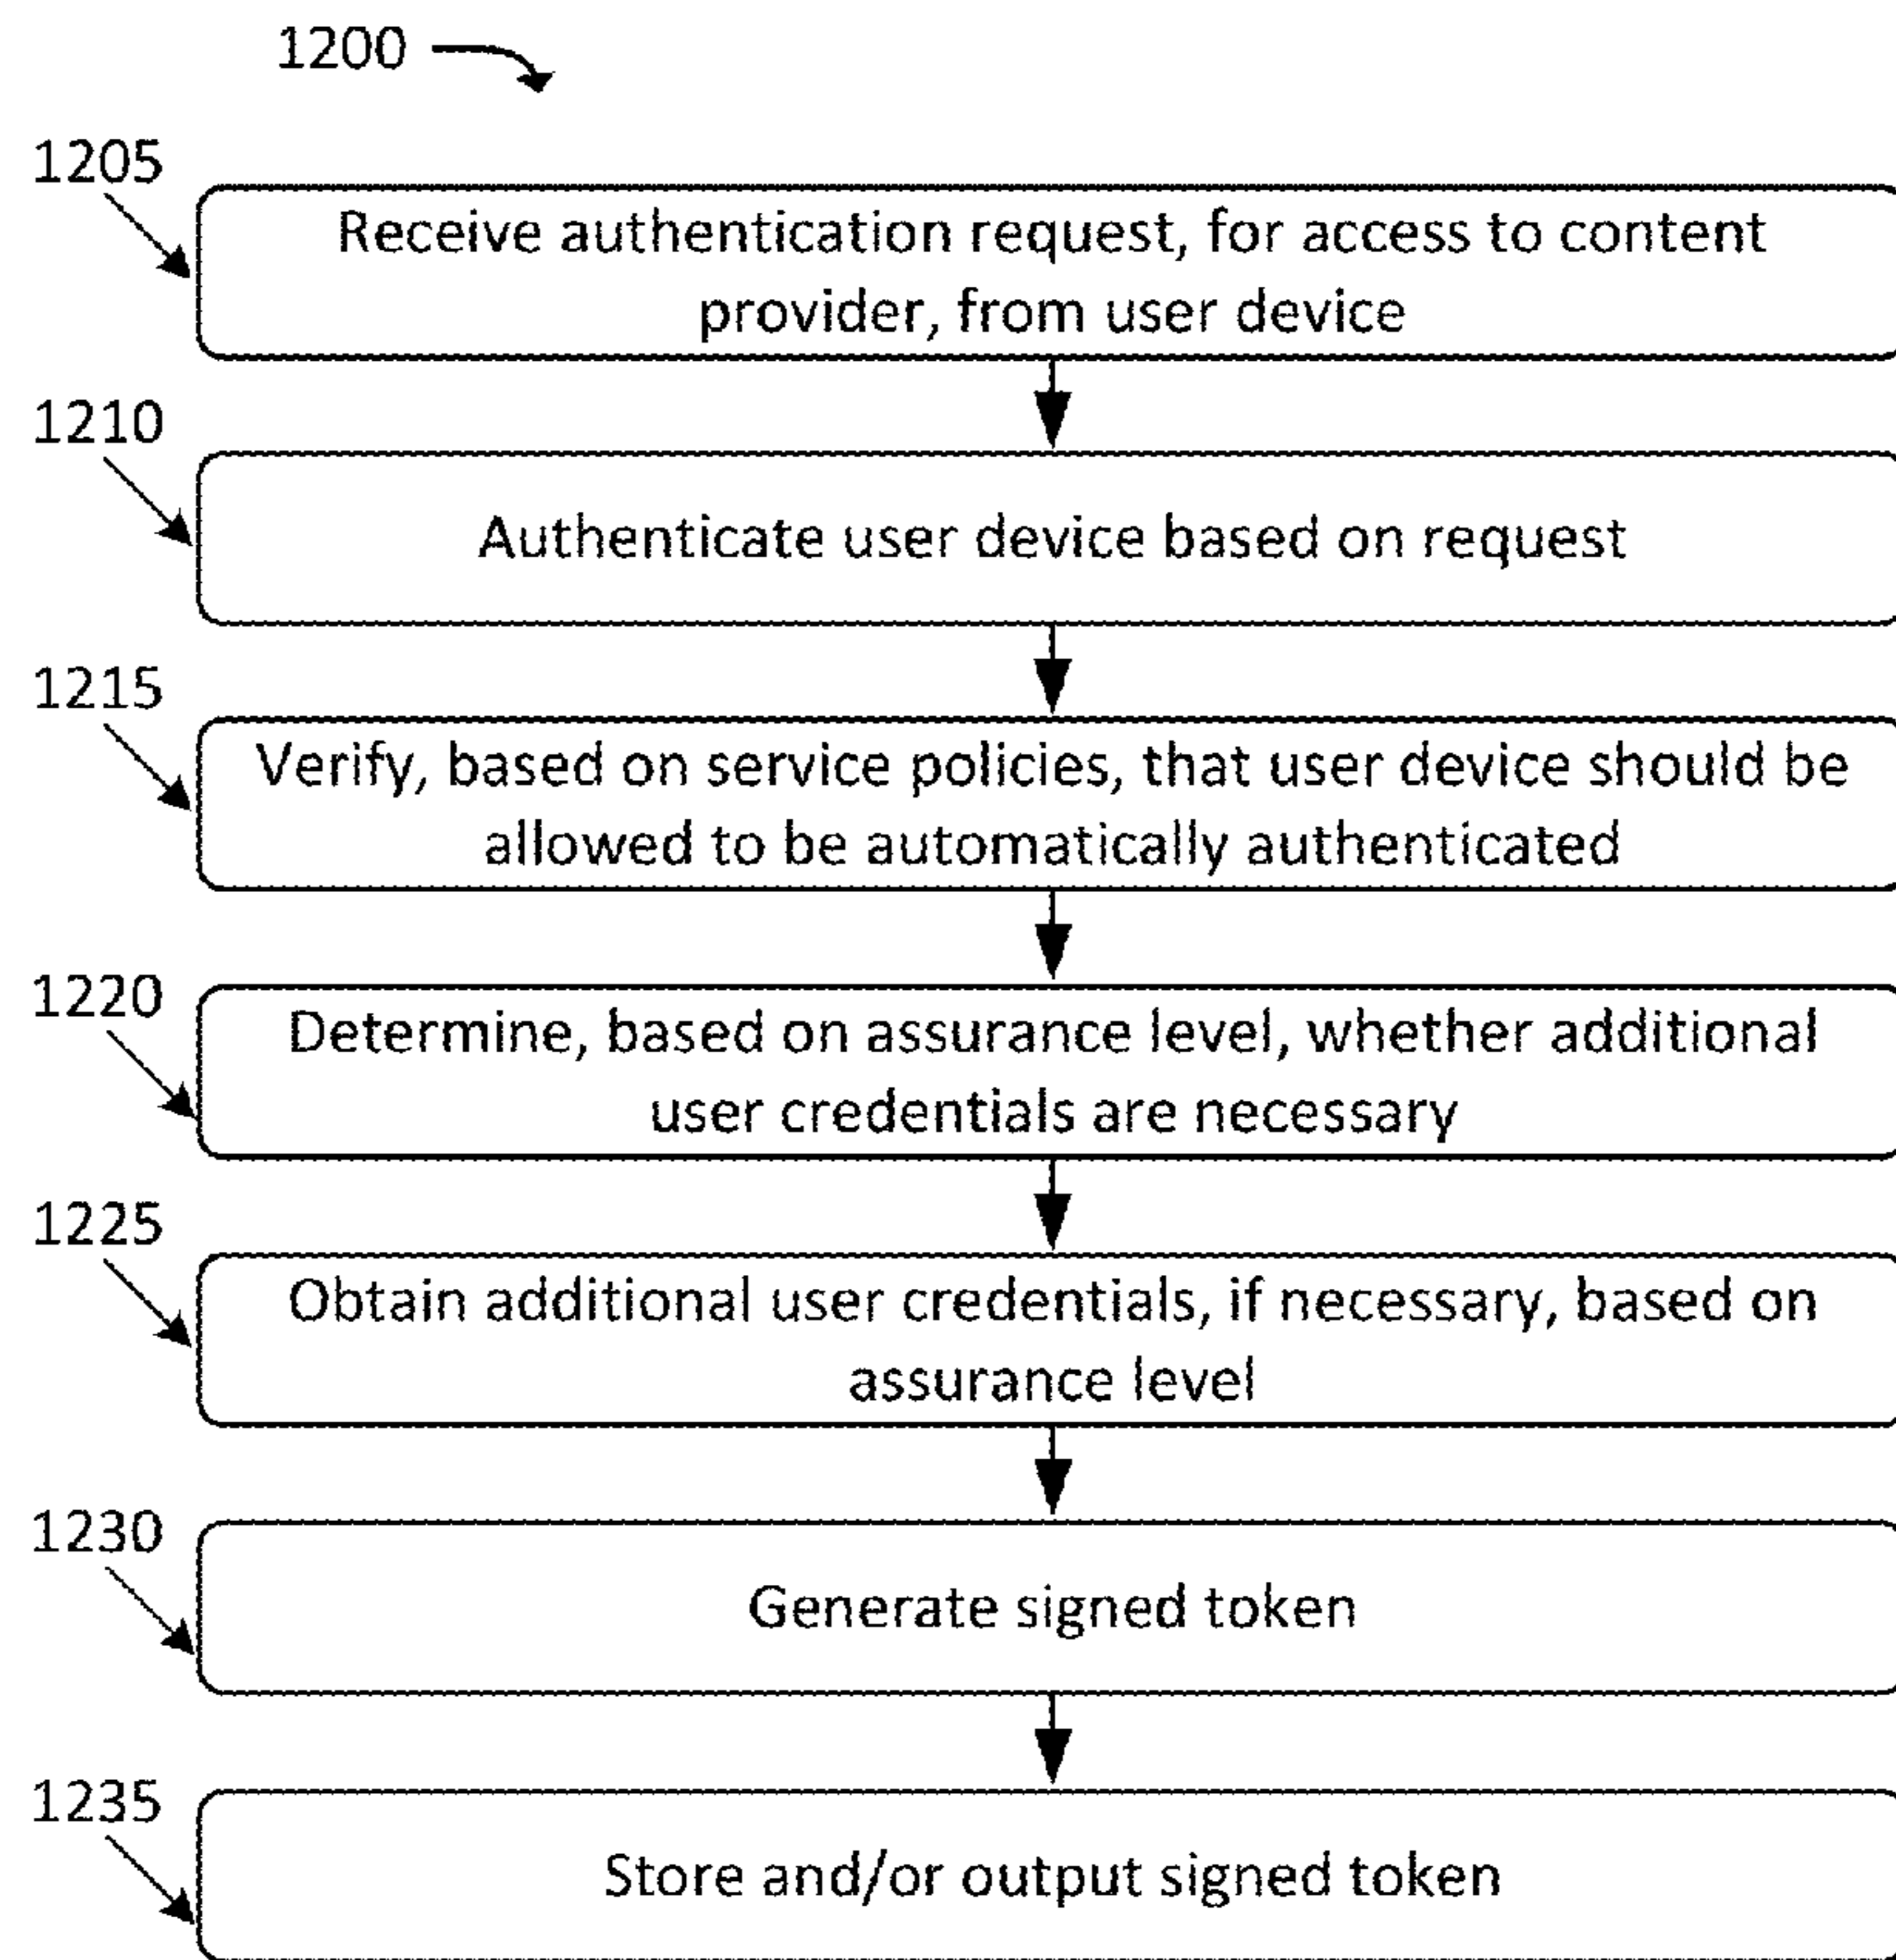 1200
1205
Receive authentication request, for access to content
provider, from user device
1210
Authenticate user device based on request
1215
Verify, based on service policies, that user device should be
allowed to be automatically authenticated
1220
Determine, based on assurance level, whether additional
user credentials are necessary
1225
Obtain additional user credentials, if necessary, based on
assurance level
1230
Generate signed token
1235
Store and/or output signed token